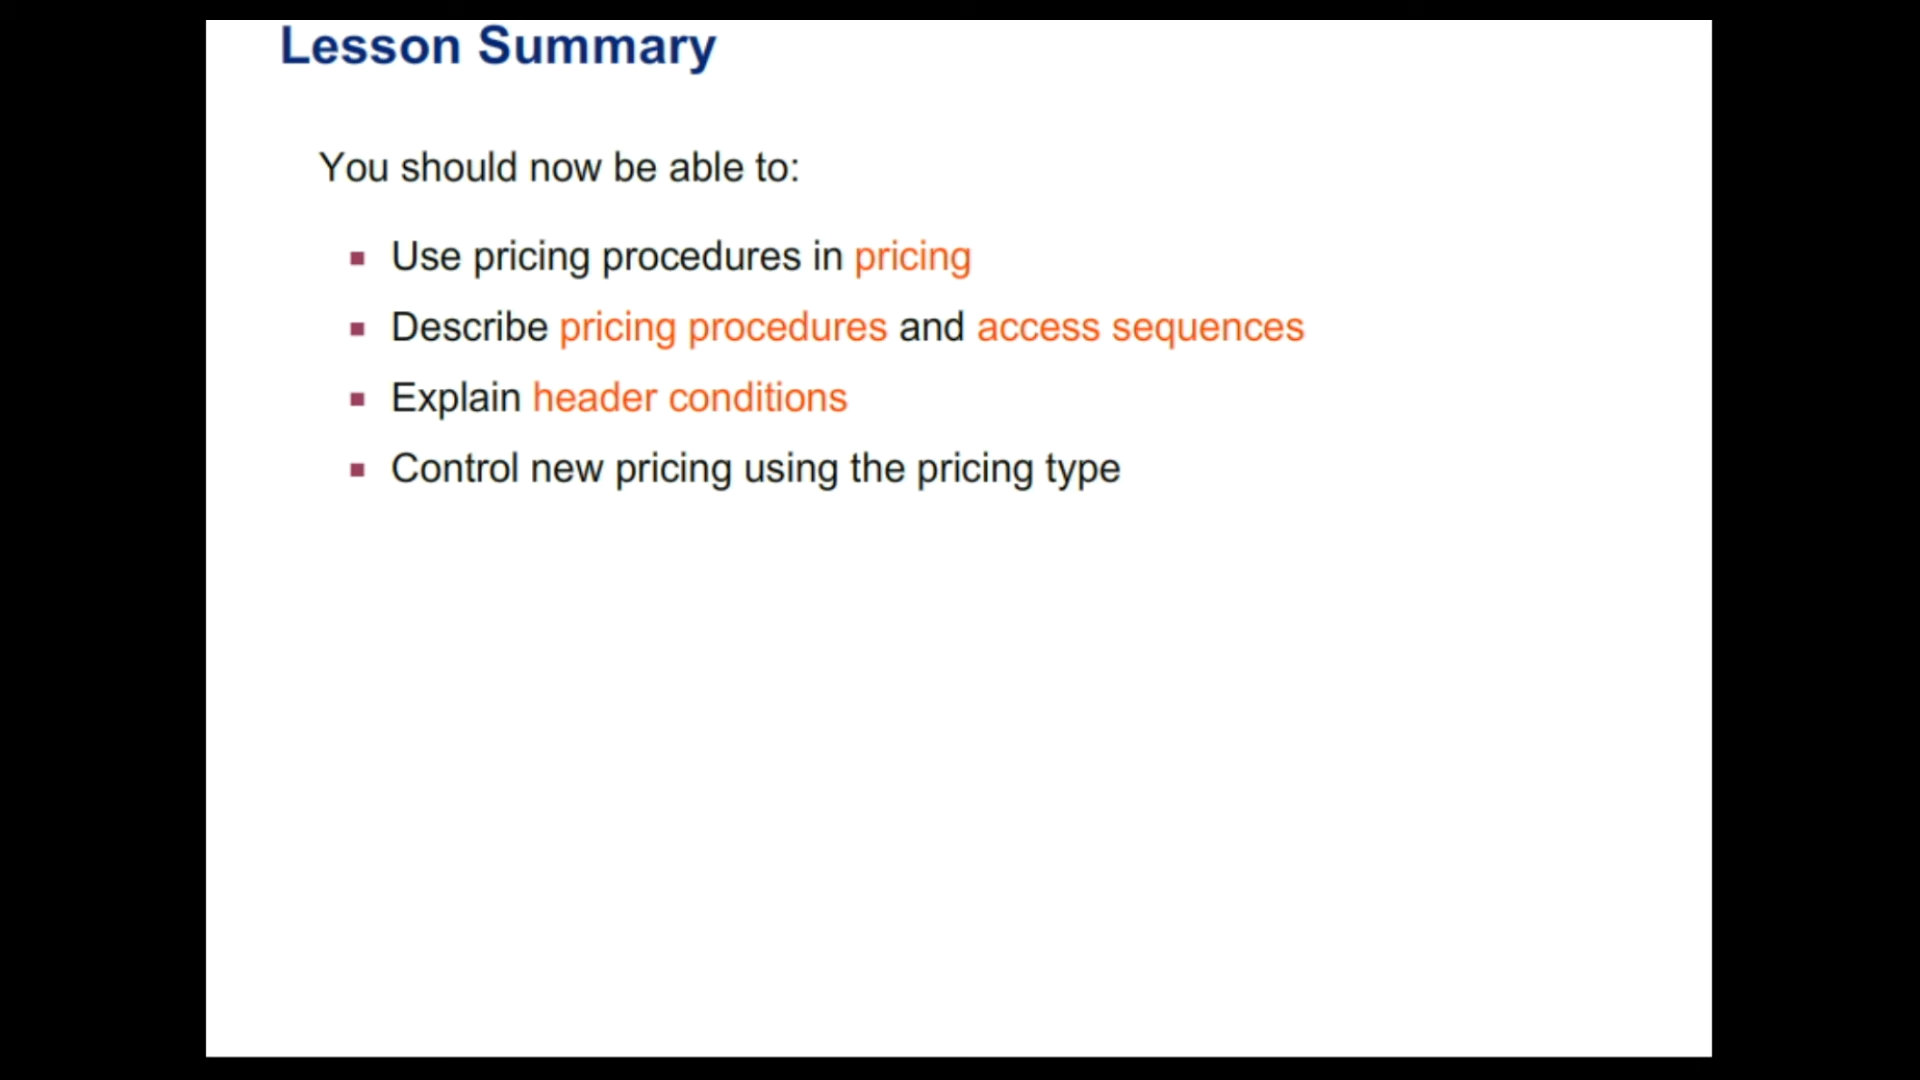 Lesson Summary
You should now be able to:
Use pricing procedures in pricing
Describe pricing procedures and access sequences
Explain header conditions
Control new pricing using the pricing type